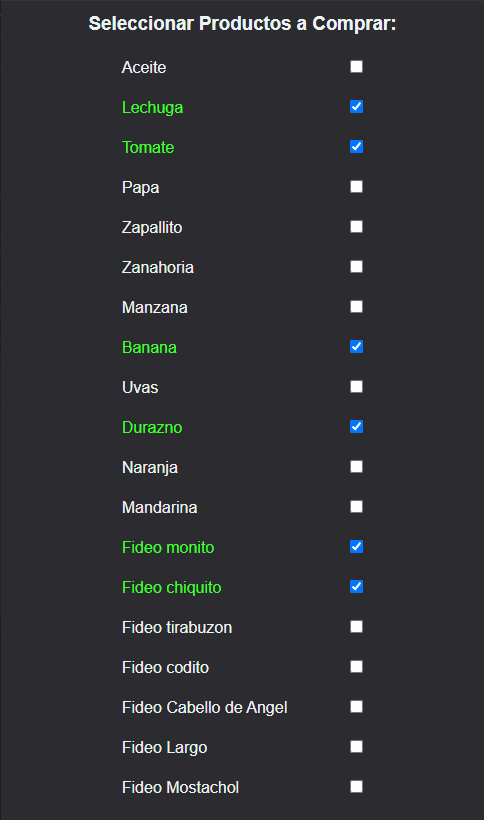 Seleccionar Productos a Comprar:
Aceite
Lechuga
Tomate
Papa
Zapallito
Zanahoria
Manzana
Banana
Uvas
Durazno
Naranja
Mandarina
Fideo monito
Fideo chiquito
Fideo tirabuzon
Fideo codito
Fideo Cabello de Angel
Fideo Largo
Fideo Mostachol